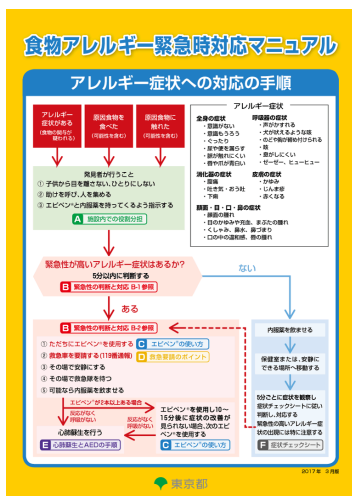 食物アレルギー緊急時対応マニュアル
アレルギー症状への対応の手順
アレルギー
症状がある
(食物の関与が
疑われる)
原因食物を
食べた
(可能性を含む)
原因食物に
触れた
(可能性を含む)
発見者が行うこと
① 子供から目を離さない、ひとりにしない
② 助けを呼び、人を集める
③ エピペン®と内服薬を持ってくるよう指示する
A 施設内での役割分担
アレルギー症状
全身の症状
・意識がない
・意識もうろう
・ぐったり
・尿や便を漏らす
・脈が触れにくい
・唇や爪が青白い
呼吸器の症状
・声がかすれる
・犬が吠えるような咳
・のどや胸が締め付けられる
・咳
・息がしにくい
・ゼーゼー、ヒューヒュー
消化器の症状
・腹痛
・吐き気・おう吐
・下痢
皮膚の症状
・かゆみ
・じんま疹
・赤くなる
顔面・目・口・鼻の症状
・顔面の腫れ
・目のかゆみや充血、まぶたの腫れ
・くしゃみ、鼻水、鼻づまり
・口の中の違和感、唇の腫れ
緊急性が高いアレルギー症状はあるか?
5分以内に判断する
B 緊急性の判断と対応 B-1参照
ない
ある
B 緊急性の判断と対応 B-2参照
① ただちにエピペン®を使用する C エピペン®の使い方
② 救急車を要請する(119番通報) D 救急要請のポイント
③ その場で安静にする
④ その場で救急隊を待つ
⑤ 可能なら内服薬を飲ませる
エピペン®が2本以上ある場合
反応がなく
呼吸がない
心肺蘇生を行う
E 心肺蘇生とAEDの手順
反応がなく
呼吸がない
エピペン®を使用し10~
15分後に症状の改善が
見られない場合、次のエピ
ペン®を使用する
C エピペン®の使い方
内服薬を飲ませる
保健室または、安静に
できる場所へ移動する
5分ごとに症状を観察し
症状チェックシートに従い
判断し、対応する
緊急性の高いアレルギー症
状の出現には特に注意する
F 症状チェックシート
2017年 3月版
東京都